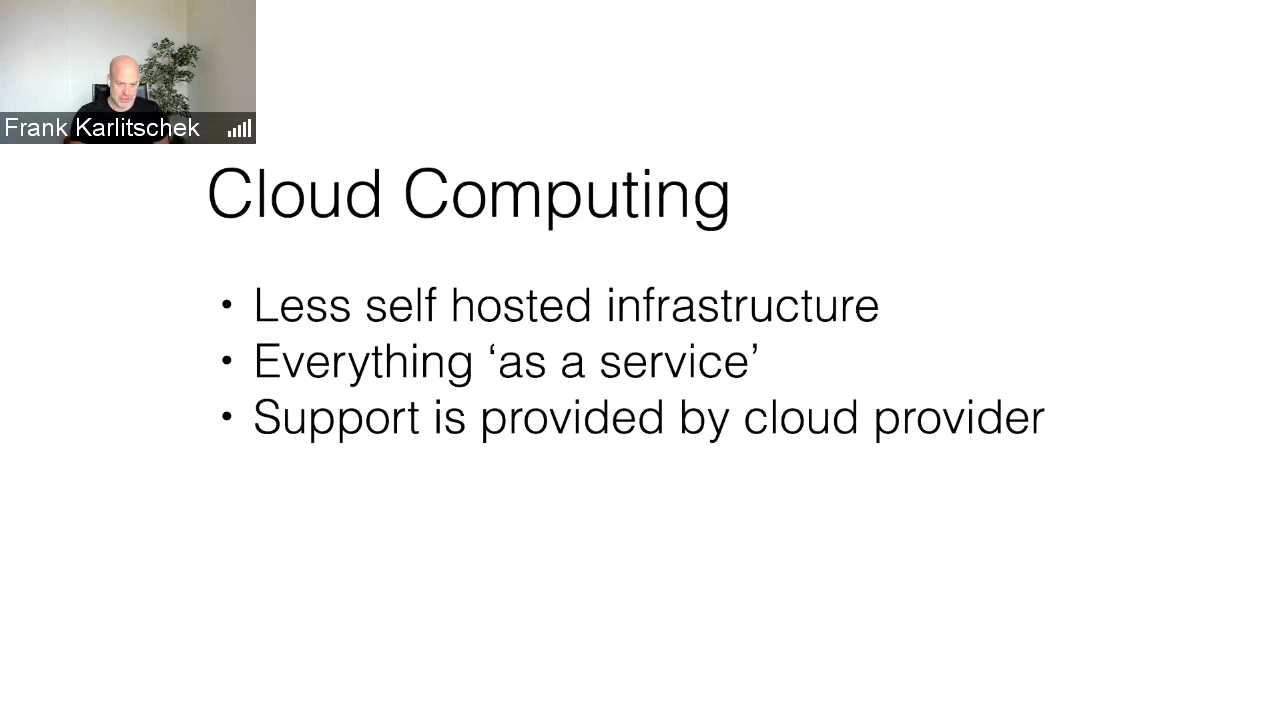 Frank Karlitschek
Cloud Computing
• Less self hosted infrastructure
• Everything ‘as a service’
• Support is provided by cloud provider